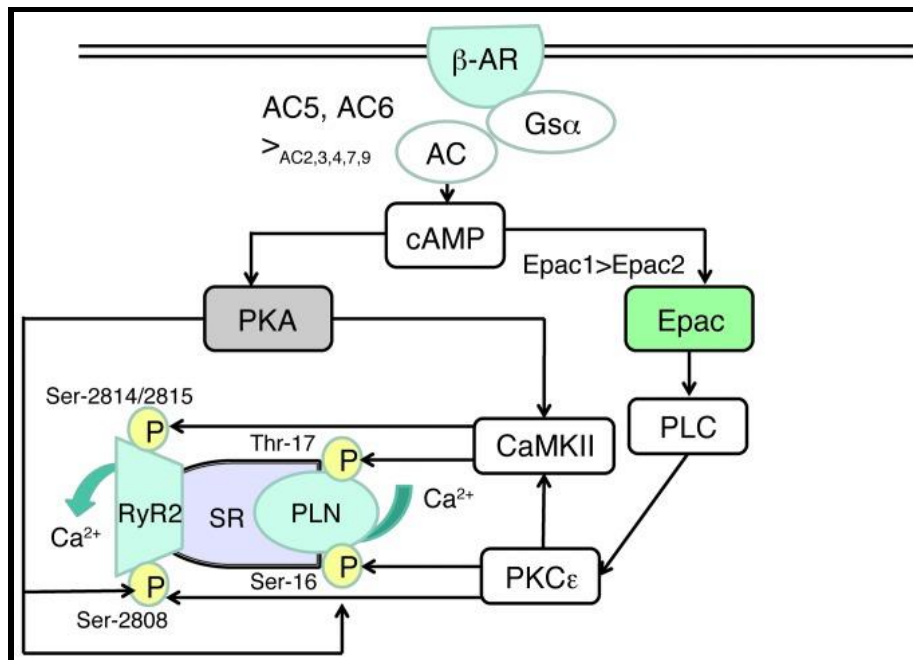 β-AR
AC5, AC6
>AC2,3,4,7,9
Gsα
AC
cAMP
Epac1>Epac2
PKA
Epac
Ser-2814/2815
P
Thr-17
P
CaMKII
PLC
RyR2
SR
PLN
Ca²⁺
Ca²⁺
P
Ser-16
P
PKCε
Ser-2808